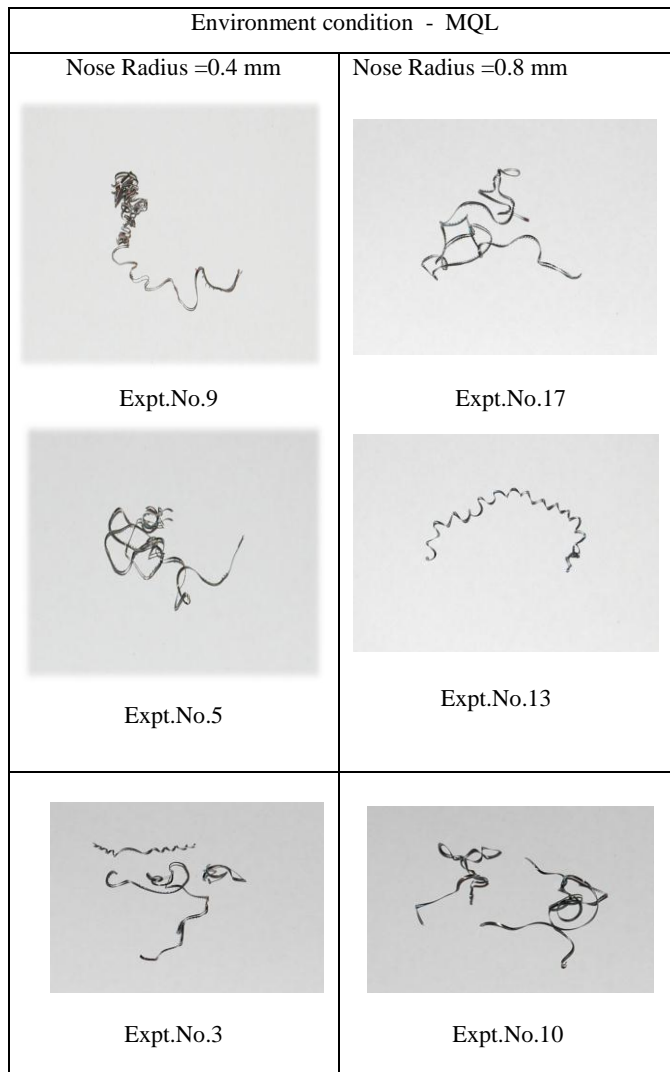 Environment condition - MQL
Nose Radius =0.4 mm
Nose Radius =0.8 mm
Expt.No.9
Expt.No.17
Expt.No.5
Expt.No.13
Expt.No.3
Expt.No.10